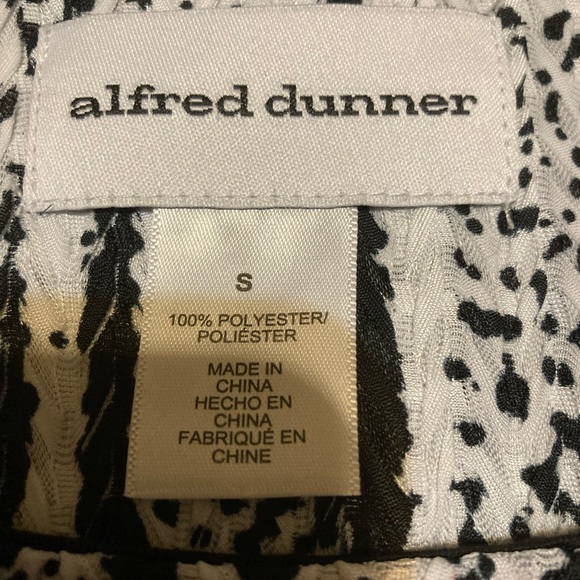 alfred dunner
S
100% POLYESTER/
POLIÉSTER
MADE IN
CHINA
HECHO EN
CHINA
FABRIQUÉ EN
CHINE